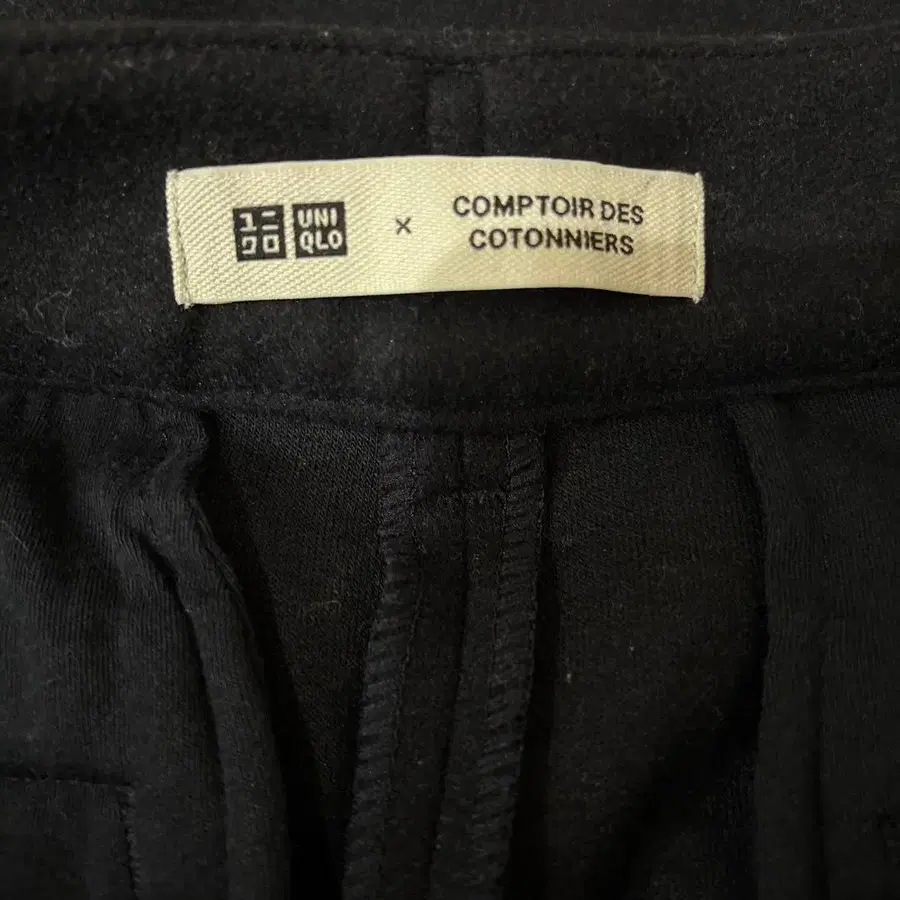 ユニ UNI
クロ QLO
×
COMPTOIR DES
COTONNIERS